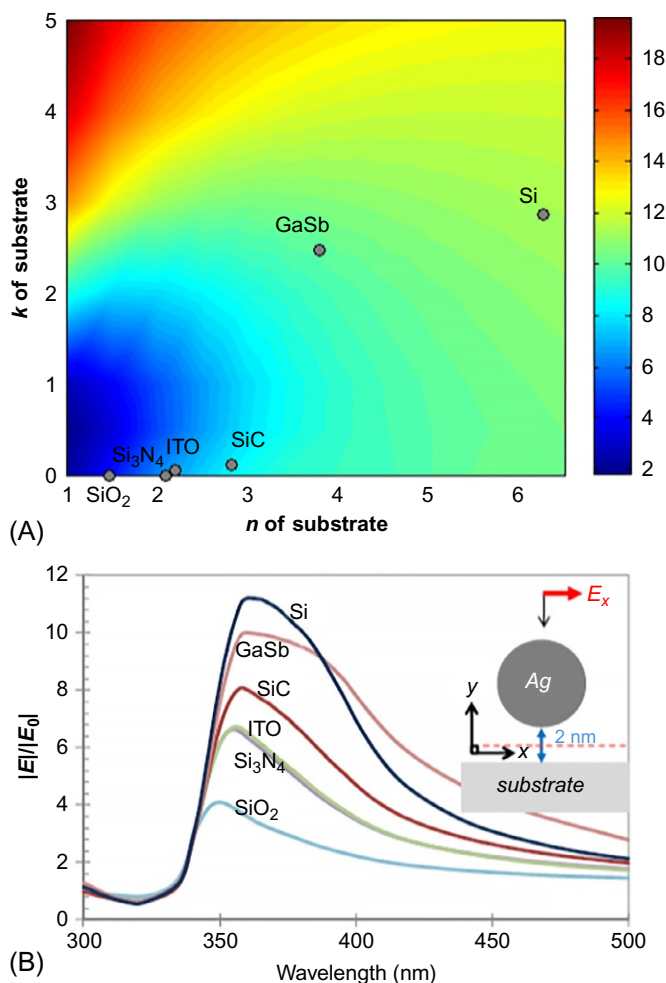 5
4
3
2
1
0
k of substrate
Si
GaSb
SiC
ITO
Si₃N₄
SiO₂
1 2 3 4 5 6
n of substrate
18
16
14
12
10
8
6
4
2
(A)
12
10
8
6
4
2
0
|E|/|E₀|
Si
GaSb
SiC
ITO
Si₃N₄
SiO₂
Eₓ
Ag
y
2 nm
x
substrate
300 350 400 450 500
Wavelength (nm)
(B)